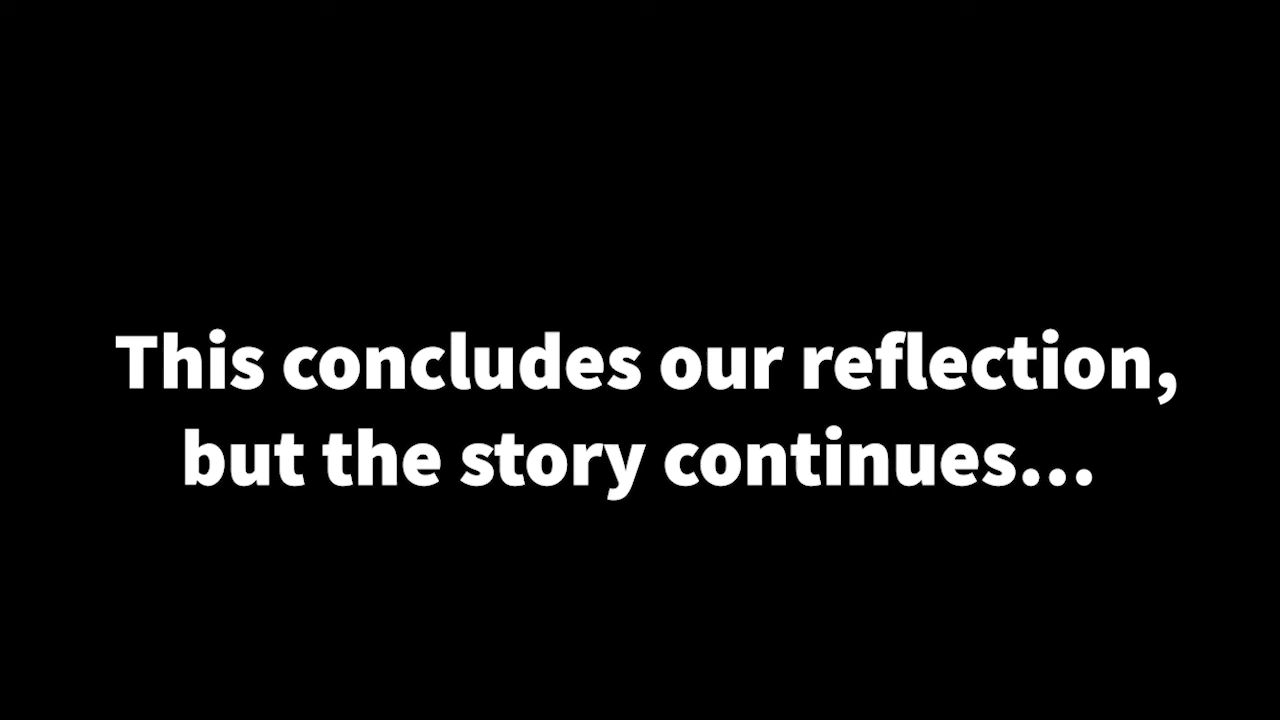 This concludes our reflection,
but the story continues...